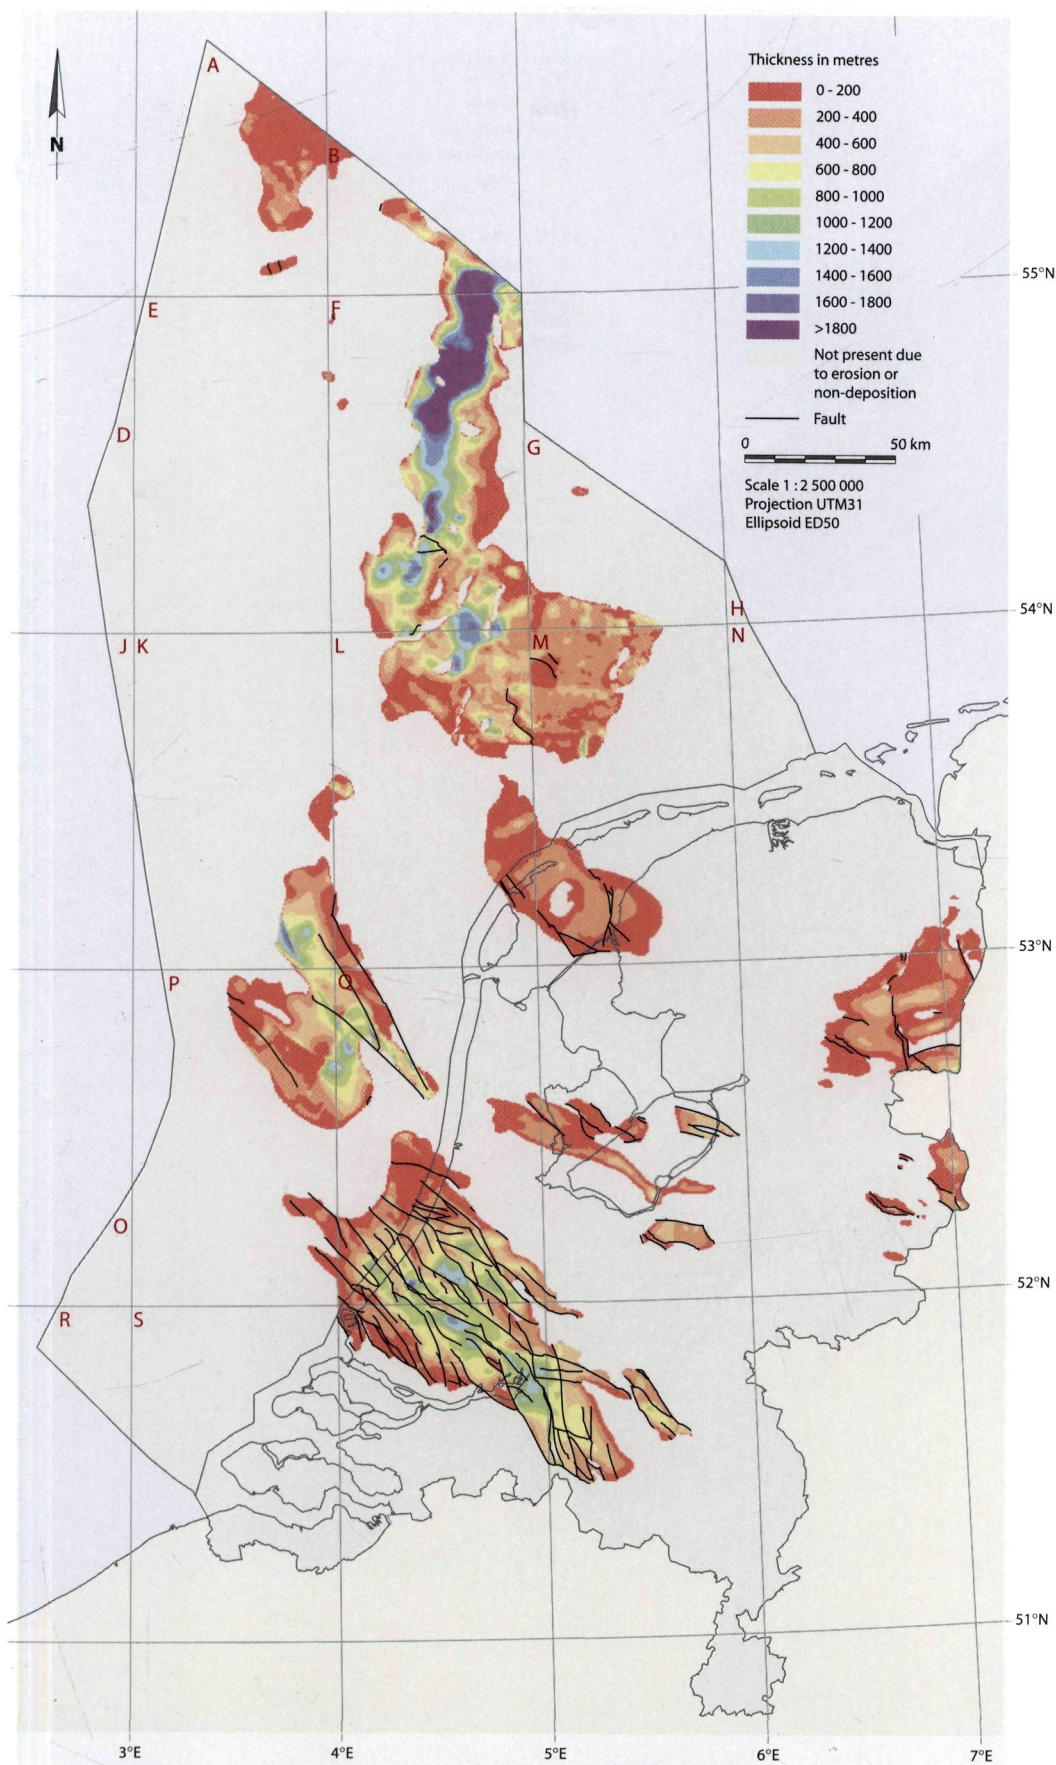 Thickness in metres
0 - 200
200 - 400
400 - 600
600 - 800
800 - 1000
1000 - 1200
1200 - 1400
1400 - 1600
1600 - 1800
>1800
Not present due
to erosion or
non-deposition
Fault
0 50 km
Scale 1 : 2 500 000
Projection UTM31
Ellipsoid ED50
N
A
B
55°N
E F
D
G
H
54°N
J K L M N
53°N
P Q
O
52°N
R S
51°N
3°E 4°E 5°E 6°E 7°E